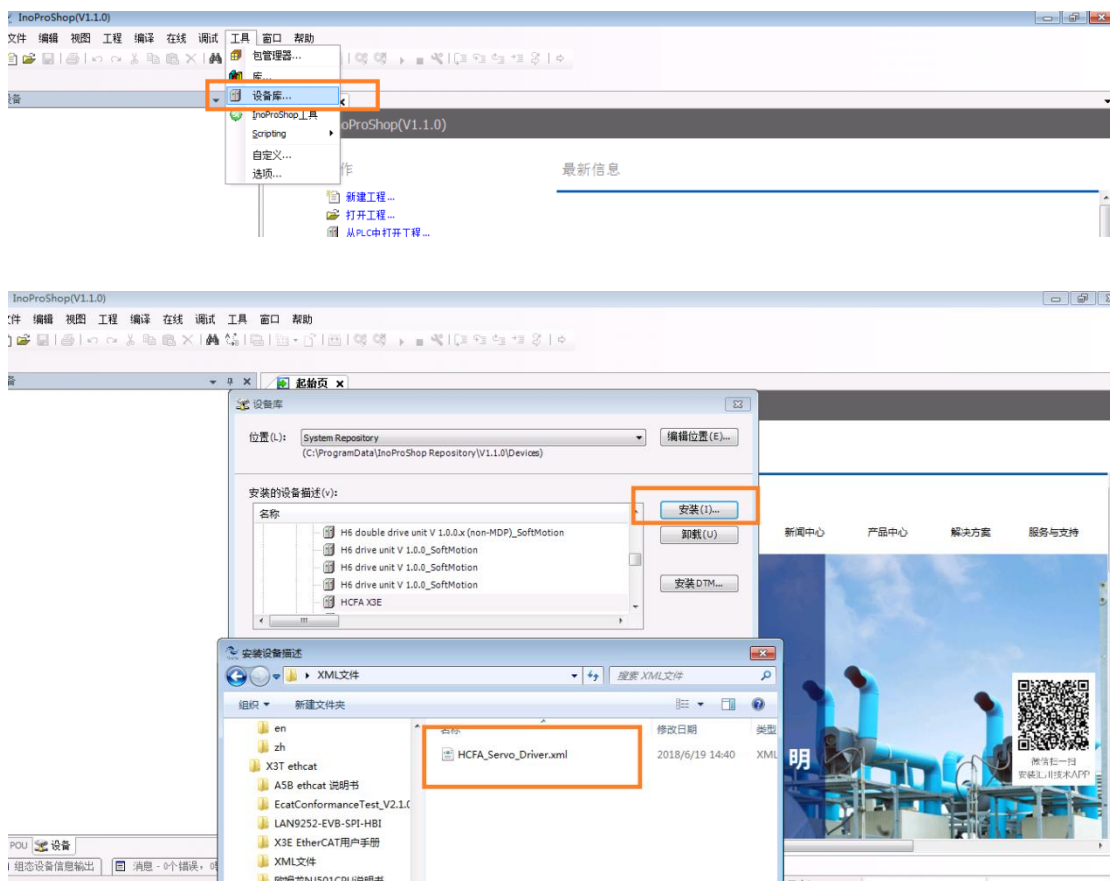 InoProShop(V1.1.0)
文件 编辑 视图 工程 编译 在线 调试 工具 窗口 帮助
包管理器...
库...
设备库...
InoProShop工具
Scripting
自定义...
选项...
oProShop(V1.1.0)
作
最新信息
新建工程...
打开工程...
从PLC中打开工程...
InoProShop(V1.1.0)
件 编辑 视图 工程 编译 在线 调试 工具 窗口 帮助
起始页
设备库
位置(L): System Repository 编辑位置(E)...
(C:\ProgramData\InoProShop Repository\V1.1.0\Devices)
安装的设备描述(v):
名称
安装(I)...
H6 double drive unit V 1.0.0.x (non-MDP)_SoftMotion
卸载(U)
新闻中心 产品中心 解决方案 服务与支持
H6 drive unit V 1.0.0_SoftMotion
H6 drive unit V 1.0.0_SoftMotion
H6 drive unit V 1.0.0_SoftMotion
安装DTM...
HCFA X3E
安装设备描述
XML文件
搜索 XML文件
组织 新建文件夹
en
名称 修改日期 类型
zh
HCFA_Servo_Driver.xml 2018/6/19 14:40 XML
X3T ethcat
A5B ethcat 说明书
EcatConformanceTest_V2.1.0
LAN9252-EVB-SPI-HBI
X3E EtherCAT用户手册
XML文件
明
微信扫一扫
安装汇川技术APP
POU 设备
组态设备信息输出 消息 - 0个错误，